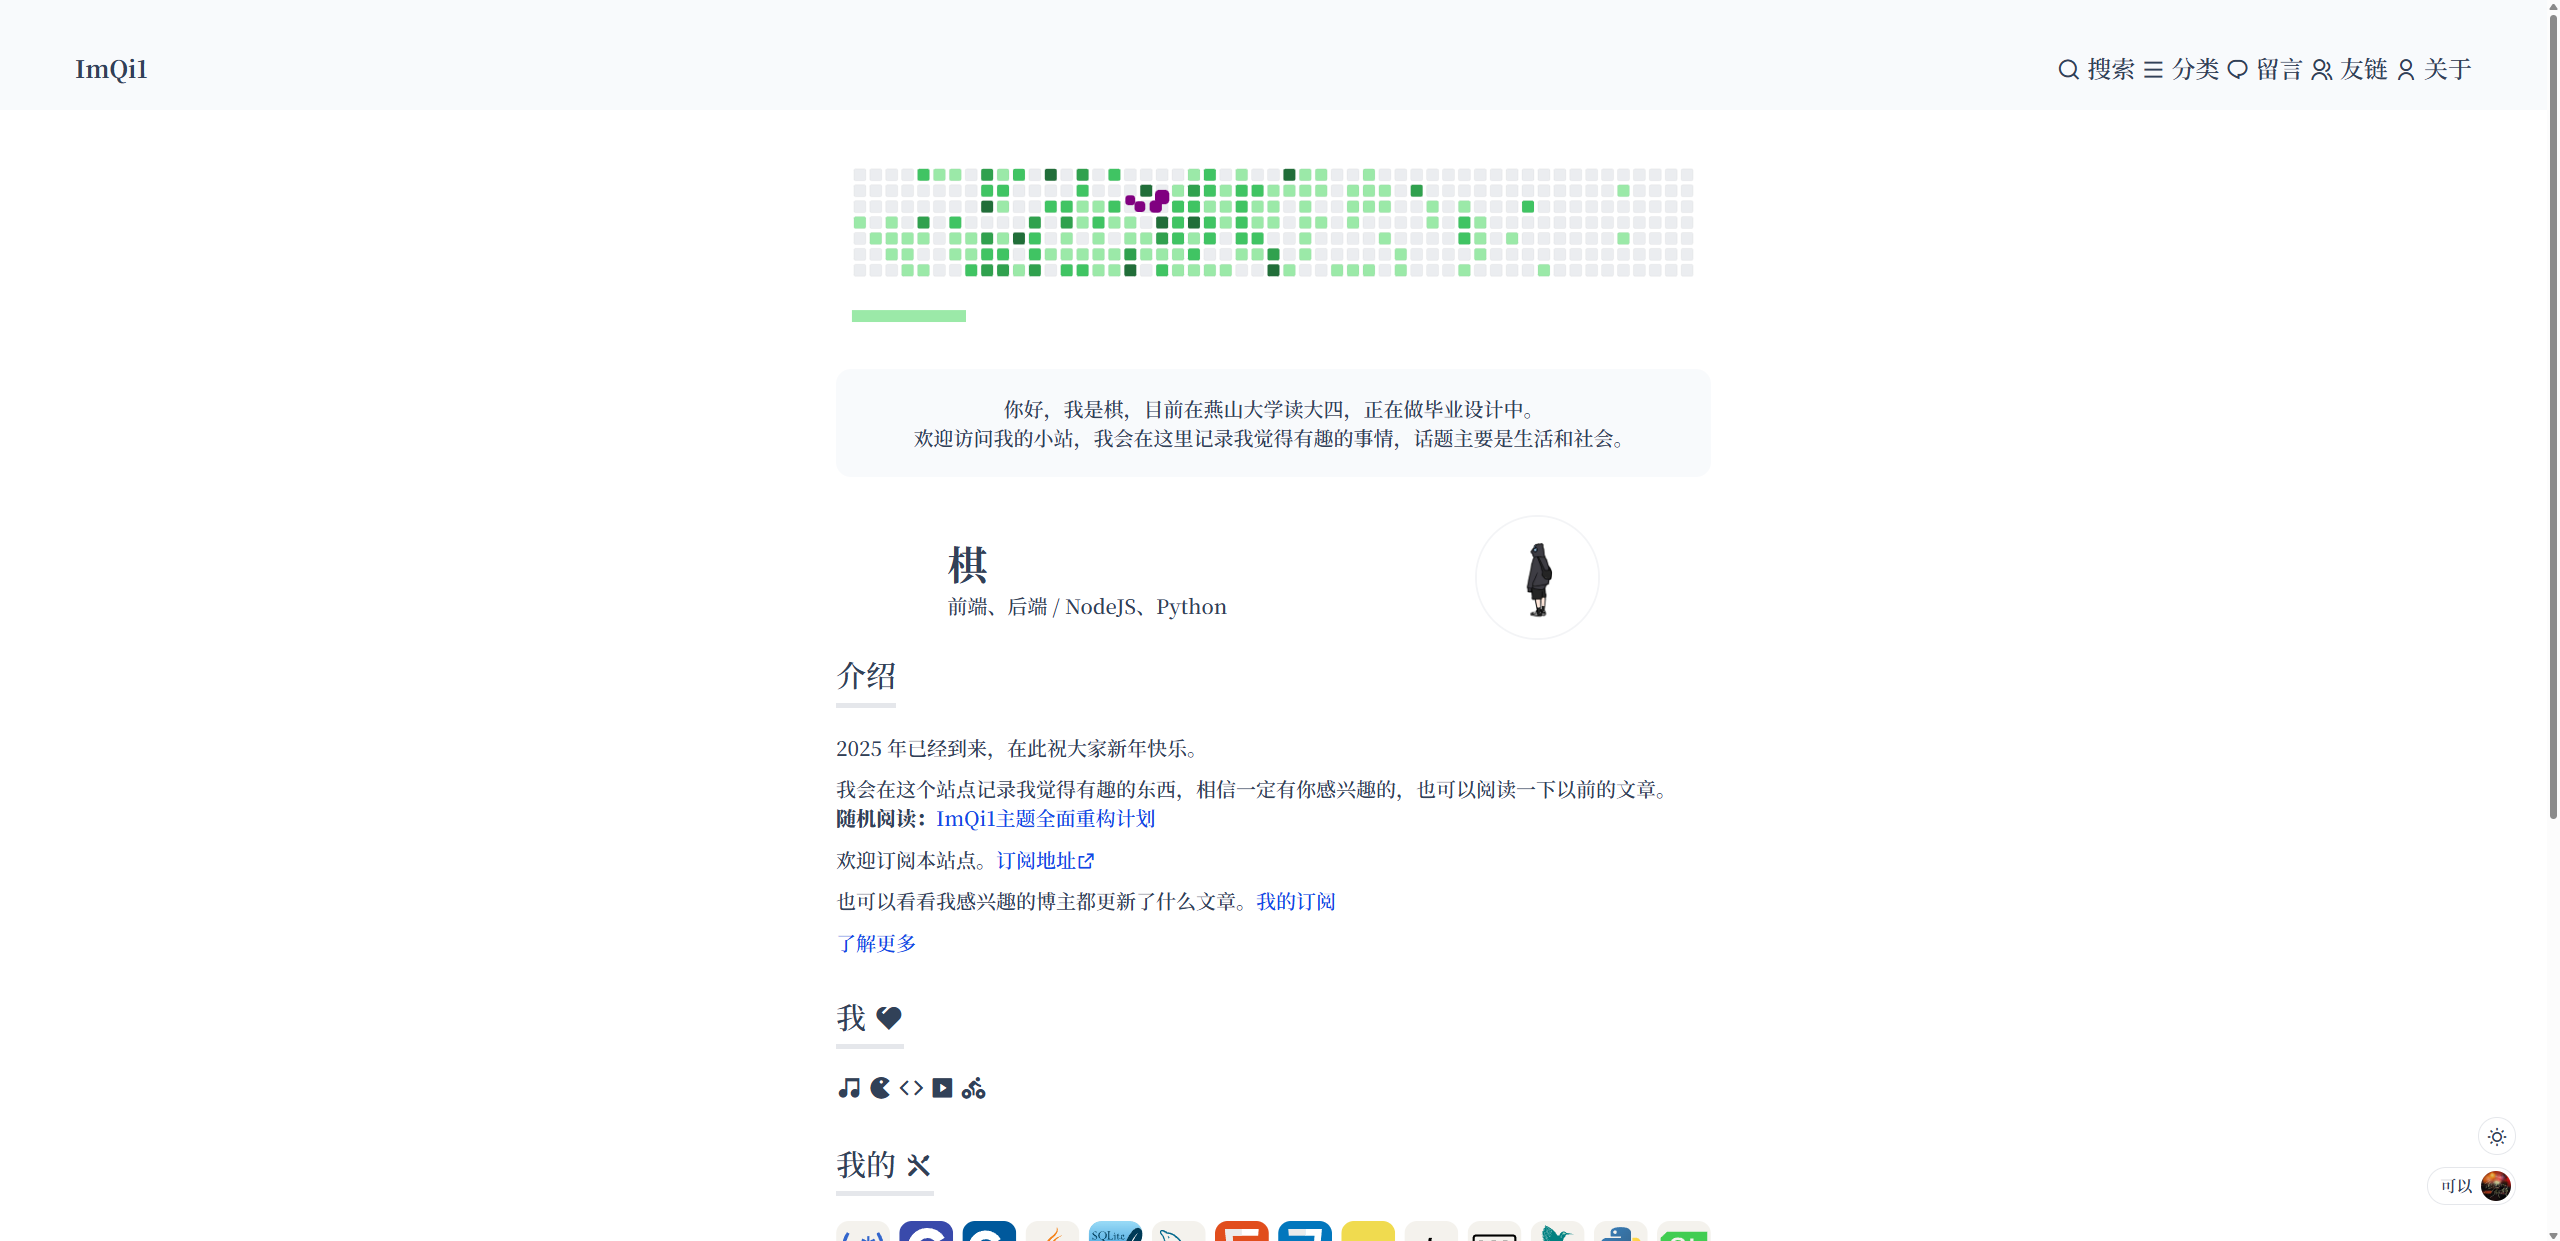 ImQi1
搜索 分类 留言 友链 关于
你好，我是棋，目前在燕山大学读大四，正在做毕业设计中。
欢迎访问我的小站，我会在这里记录我觉得有趣的事情，话题主要是生活和社会。
棋
前端、后端 / NodeJS、Python
介绍
2025 年已经到来，在此祝大家新年快乐。
我会在这个站点记录我觉得有趣的东西，相信一定有你感兴趣的，也可以阅读一下以前的文章。
随机阅读：ImQi1主题全面重构计划
欢迎订阅本站点。订阅地址
也可以看看我感兴趣的博主都更新了什么文章。我的订阅
了解更多
我
我的
可以
SQLite